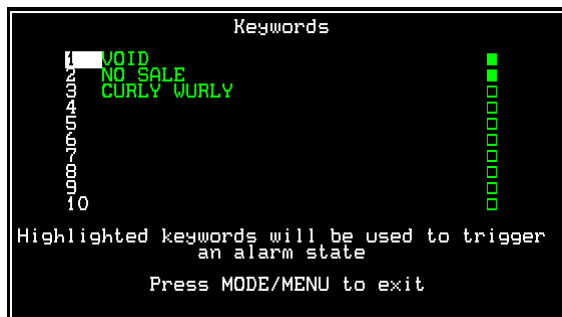 Keywords
1 VOID
2 NO SALE
3 CURLY WURLY
4
5
6
7
8
9
10
Highlighted keywords will be used to trigger
an alarm state
Press MODE/MENU to exit